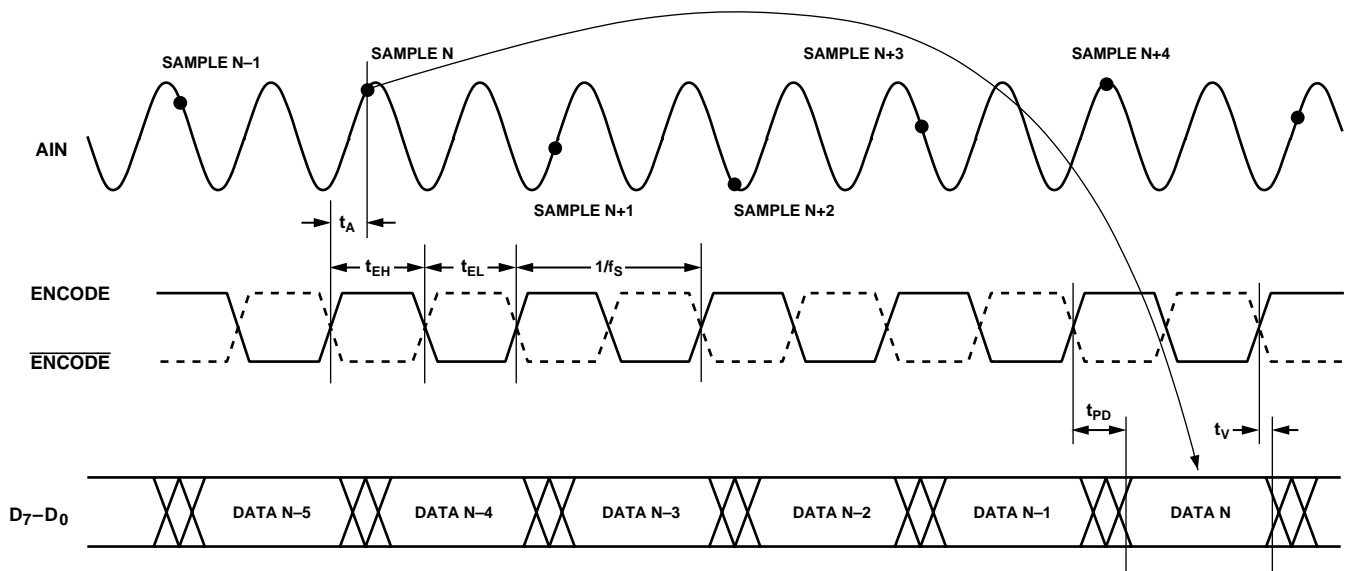 SAMPLE N–1
SAMPLE N
SAMPLE N+3
SAMPLE N+4
AIN
SAMPLE N+1
SAMPLE N+2
tA
tEH
tEL
1/fS
ENCODE
ENCODE
tPD
tV
D7–D0
DATA N–5
DATA N–4
DATA N–3
DATA N–2
DATA N–1
DATA N